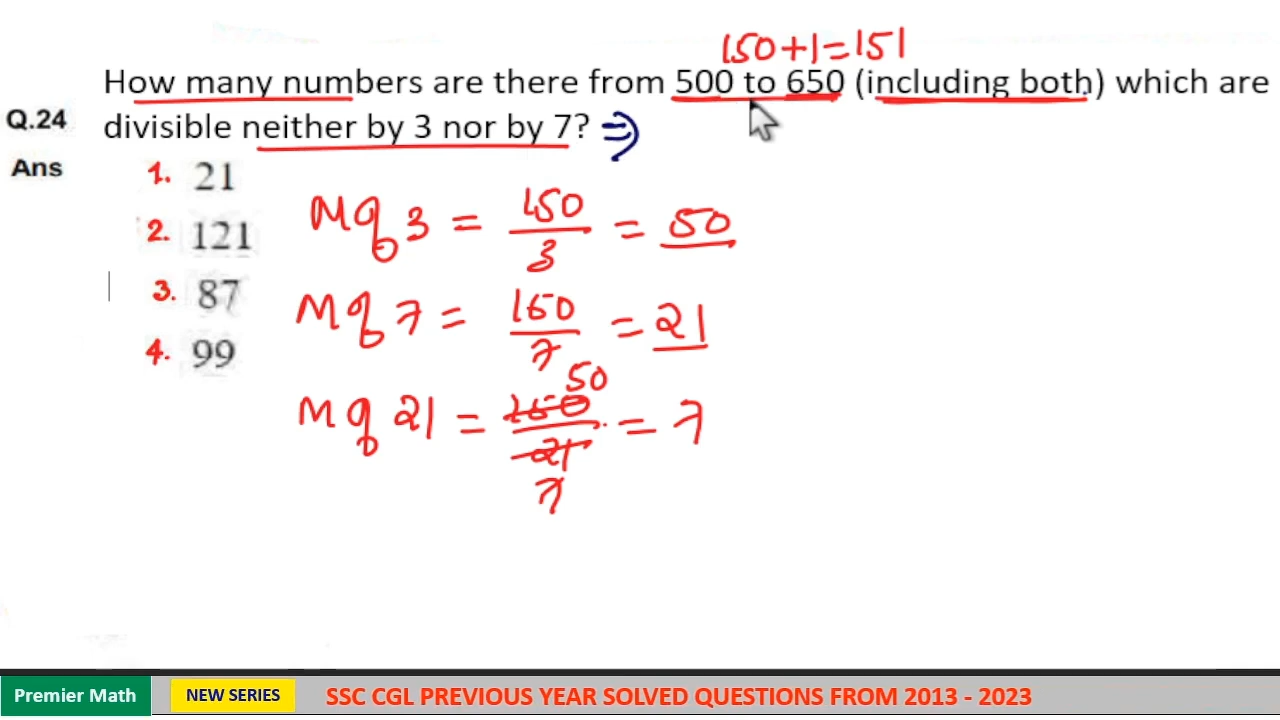 150+1=151
How many numbers are there from 500 to 650 (including both) which are
Q.24
divisible neither by 3 nor by 7? ⇒
Ans
1. 21
2. 121
3. 87
4. 99
M of 3 = 150/3 = 50
M of 7 = 150/7 = 21
M of 21 = 150/21 = 7
50
7
Premier Math NEW SERIES SSC CGL PREVIOUS YEAR SOLVED QUESTIONS FROM 2013 - 2023